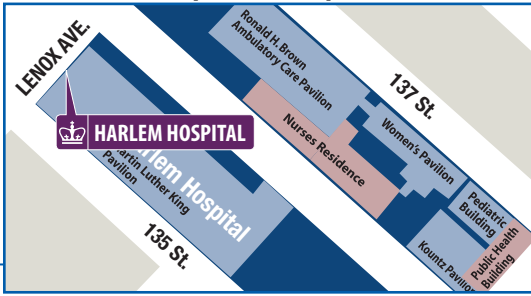 LENOX AVE.
Ronald H. Brown
Ambulatory Care Pavilion
137 St.
HARLEM HOSPITAL
Nurses Residence
Women's Pavilion
Harlem Hospital
Martin Luther King
Pavilion
Pediatric
Building
Kountz Pavilion
Public Health
Building
135 St.